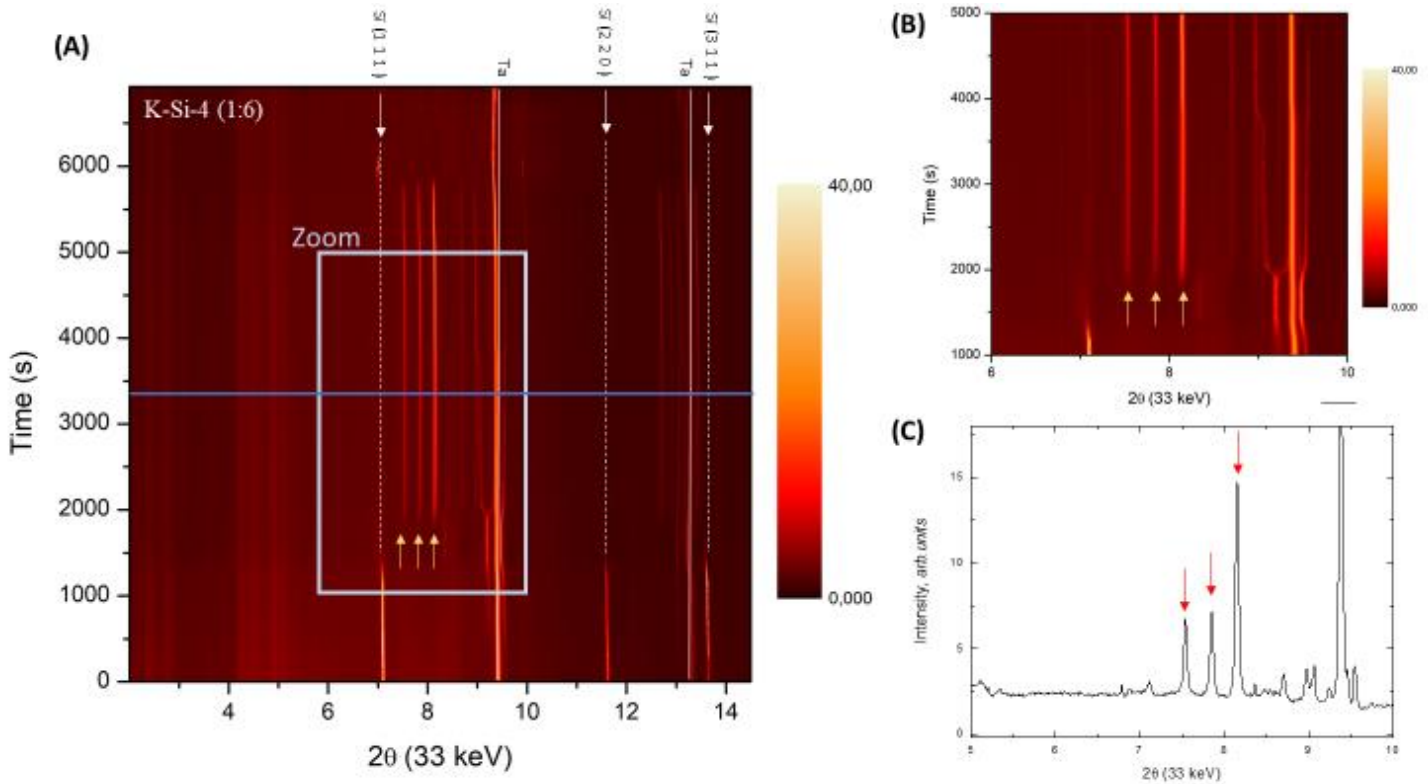 (A)
Si (1 1 1)
Ta
Si (2 2 0)
Ta
Si (3 1 1)
K-Si-4 (1:6)
Zoom
6000
5000
4000
3000
2000
1000
0
Time (s)
4 6 8 10 12 14
2θ (33 keV)
40,00
0,000
(B)
5000
4000
3000
2000
1000
Time (s)
6 8 10
2θ (33 keV)
40,00
0,000
(C)
15
10
5
0
Intensity, arb.units
5 6 7 8 9 10
2θ (33 keV)